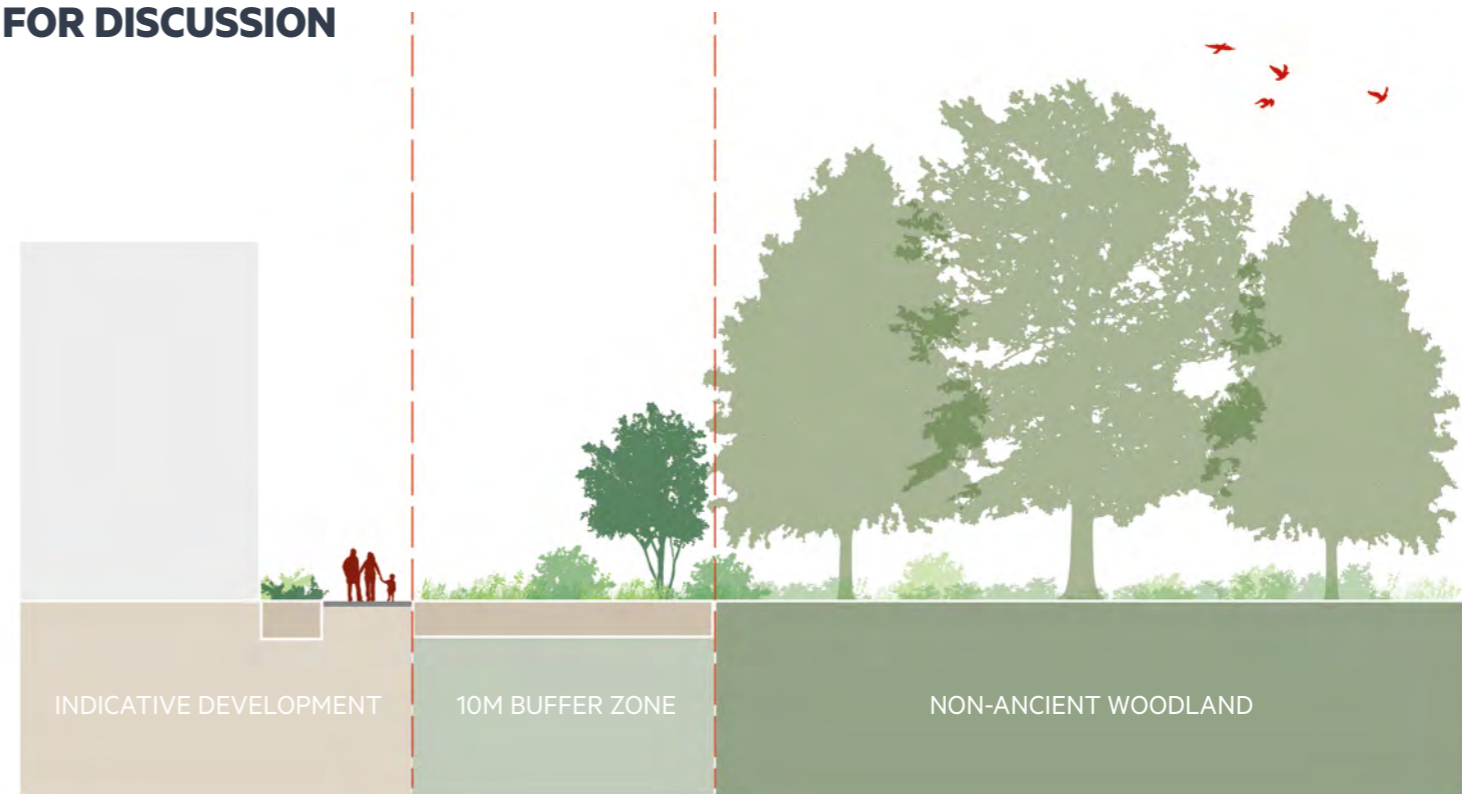 FOR DISCUSSION
INDICATIVE DEVELOPMENT
10M BUFFER ZONE
NON-ANCIENT WOODLAND